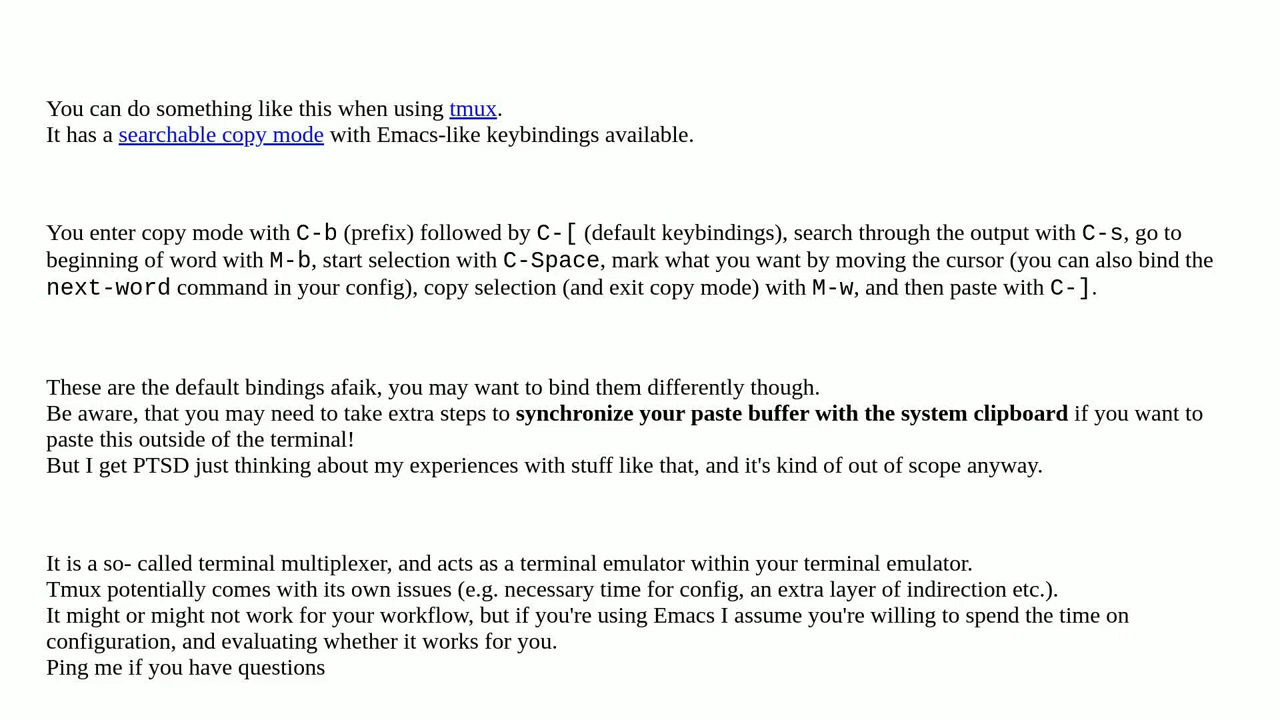 You can do something like this when using tmux.
It has a searchable copy mode with Emacs-like keybindings available.
You enter copy mode with C-b (prefix) followed by C-[ (default keybindings), search through the output with C-s, go to
beginning of word with M-b, start selection with C-Space, mark what you want by moving the cursor (you can also bind the
next-word command in your config), copy selection (and exit copy mode) with M-w, and then paste with C-].
These are the default bindings afaik, you may want to bind them differently though.
Be aware, that you may need to take extra steps to synchronize your paste buffer with the system clipboard if you want to
paste this outside of the terminal!
But I get PTSD just thinking about my experiences with stuff like that, and it's kind of out of scope anyway.
It is a so- called terminal multiplexer, and acts as a terminal emulator within your terminal emulator.
Tmux potentially comes with its own issues (e.g. necessary time for config, an extra layer of indirection etc.).
It might or might not work for your workflow, but if you're using Emacs I assume you're willing to spend the time on
configuration, and evaluating whether it works for you.
Ping me if you have questions